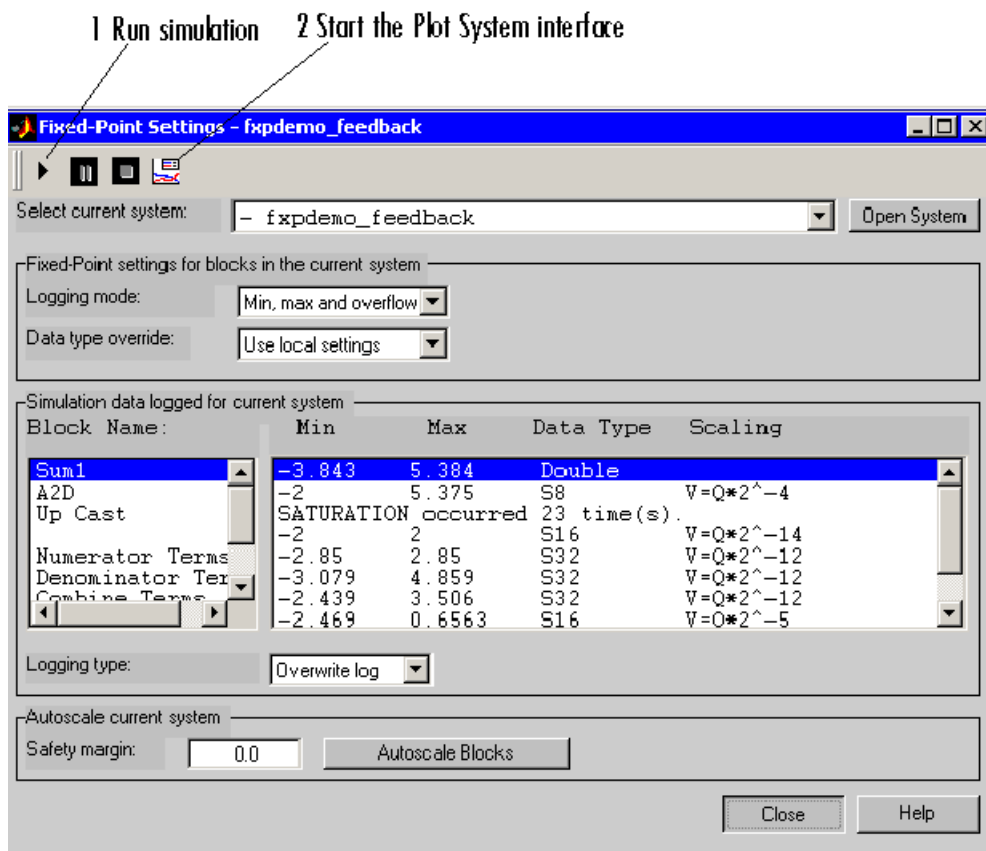 1 Run simulation 2 Start the Plot System interface
Fixed-Point Settings - fxpdemo_feedback
Select current system: - fxpdemo_feedback Open System
Fixed-Point settings for blocks in the current system
Logging mode: Min, max and overflow
Data type override: Use local settings
Simulation data logged for current system
Block Name: Min Max Data Type Scaling
Sum1 -3.843 5.384 Double
A2D -2 5.375 S8 V=Q*2^-4
Up Cast SATURATION occurred 23 time(s).
-2 2 S16 V=Q*2^-14
Numerator Terms -2.85 2.85 S32 V=Q*2^-12
Denominator Ter -3.079 4.859 S32 V=Q*2^-12
Combine Terms -2.439 3.506 S32 V=Q*2^-12
-2.469 0.6563 S16 V=Q*2^-5
Logging type: Overwrite log
Autoscale current system
Safety margin: 0.0 Autoscale Blocks
Close Help